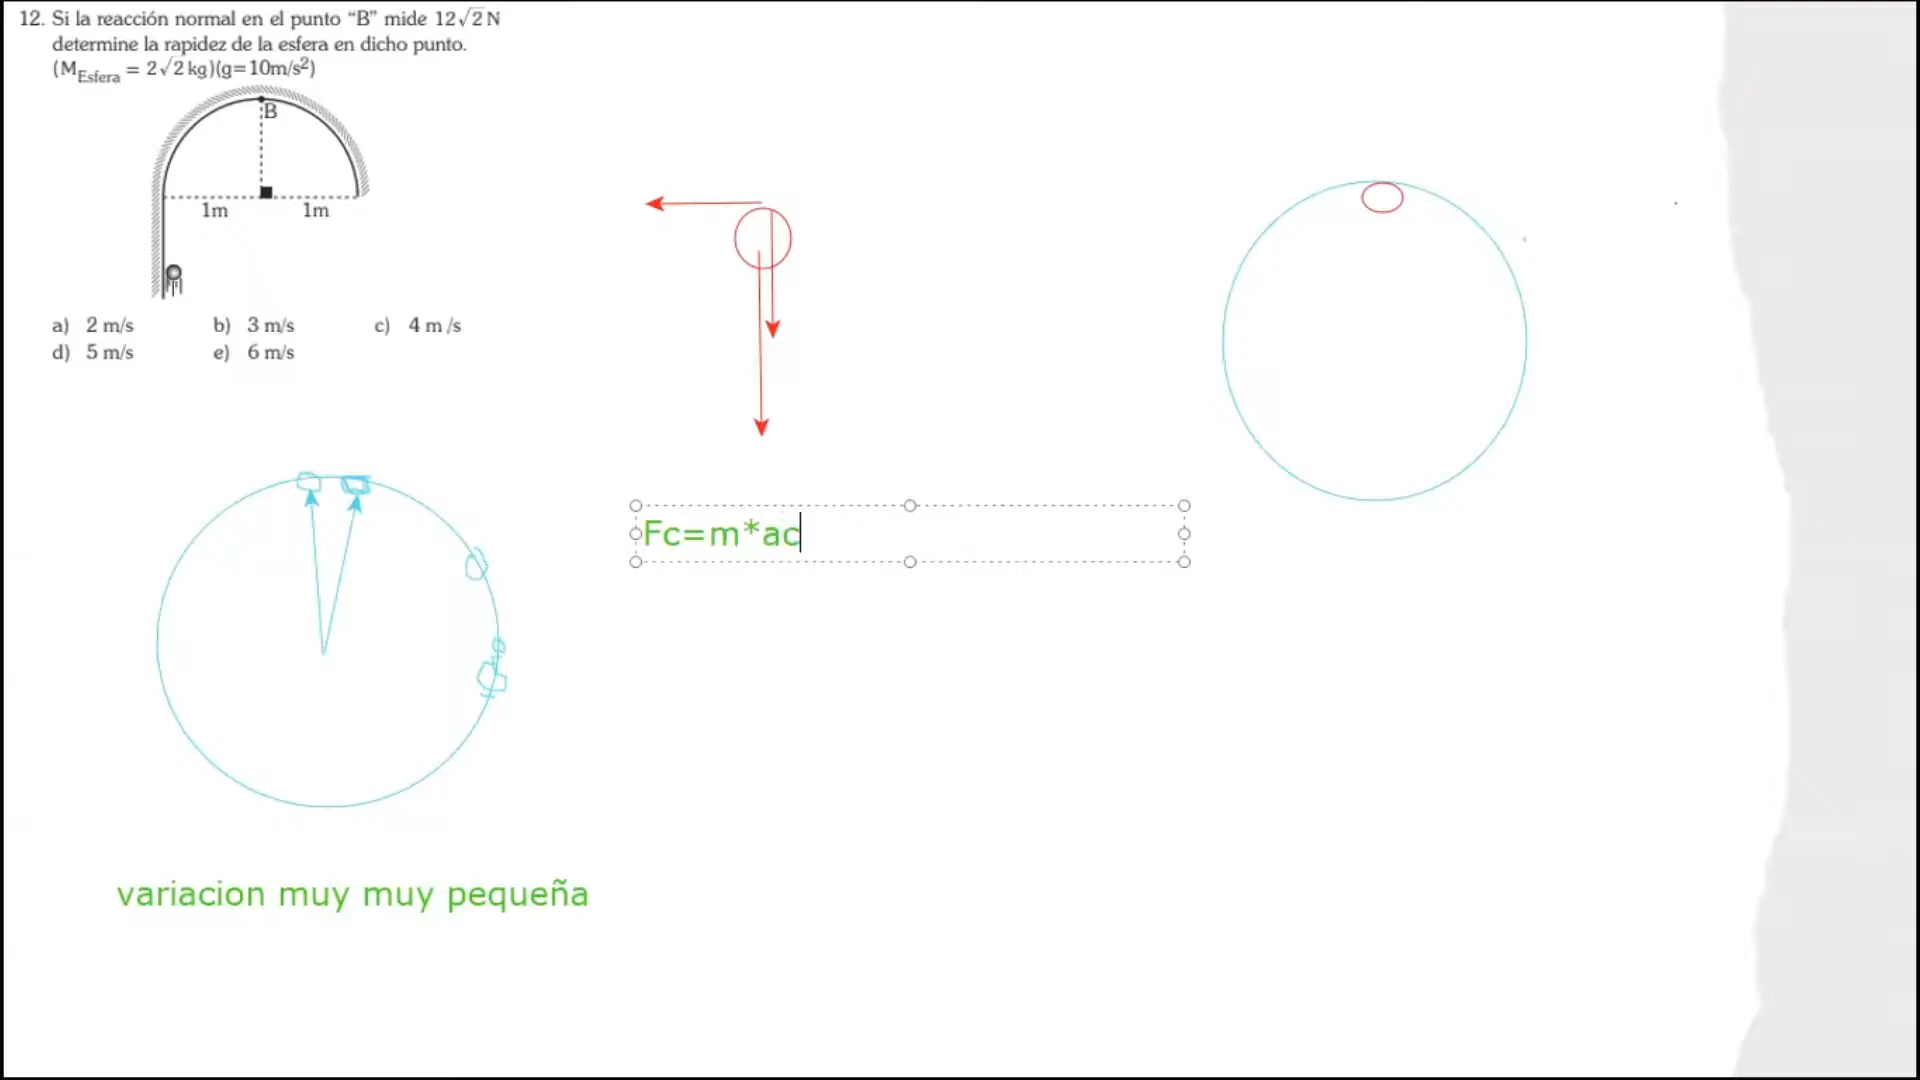 12. Si la reacción normal en el punto “B” mide 12√2 N
determine la rapidez de la esfera en dicho punto.
(M_Esfera = 2√2 kg)(g=10m/s²)
B
1m 1m
a) 2 m/s b) 3 m/s c) 4 m/s
d) 5 m/s e) 6 m/s
Fc=m*ac
variacion muy muy pequeña